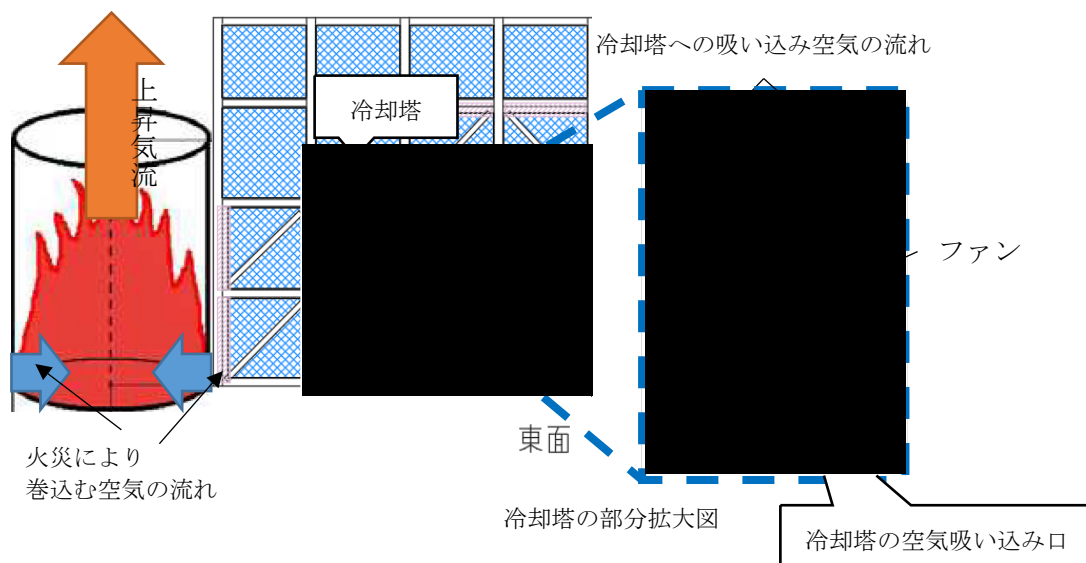 上昇気流
冷却塔への吸い込み空気の流れ
冷却塔
ファン
東面
火災により
巻込む空気の流れ
冷却塔の部分拡大図
冷却塔の空気吸い込み口